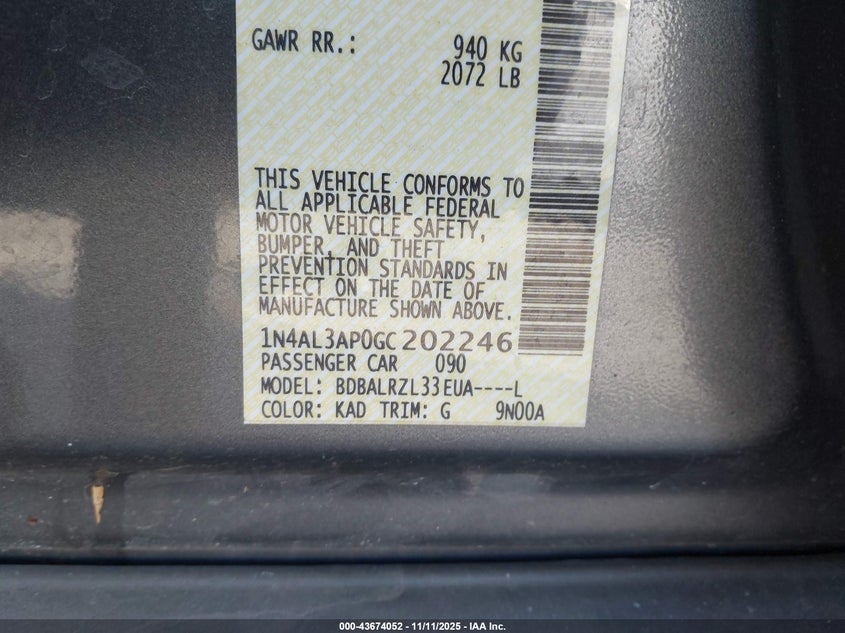 GAWR RR.: 940 KG
2072 LB
THIS VEHICLE CONFORMS TO
ALL APPLICABLE FEDERAL
MOTOR VEHICLE SAFETY,
BUMPER, AND THEFT
PREVENTION STANDARDS IN
EFFECT ON THE DATE OF
MANUFACTURE SHOWN ABOVE.
1N4AL3AP0GC202246
PASSENGER CAR 090
MODEL: BDBALRZL33EUA----L
COLOR: KAD TRIM: G 9N00A
000-43674052 - 11/11/2025 - IAA Inc.